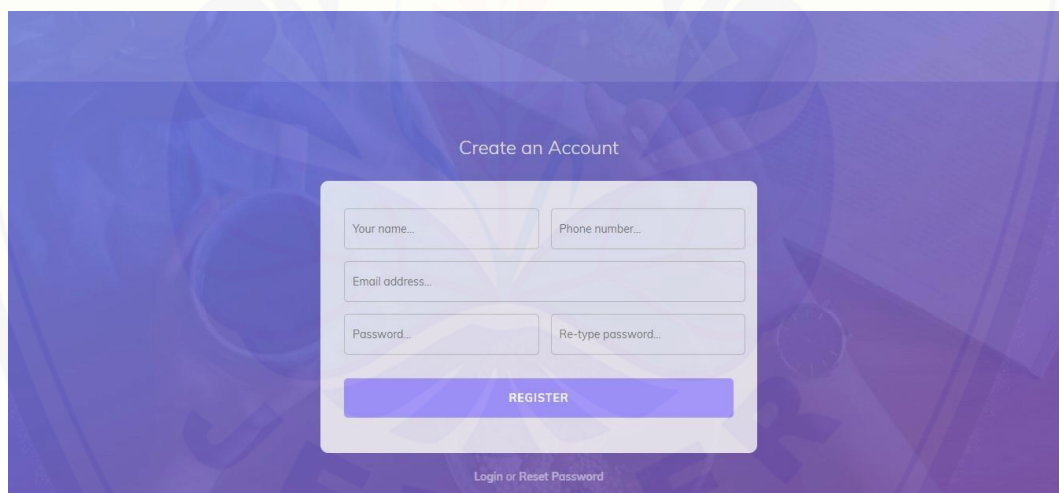 Create an Account
Your name... Phone number...
Email address...
Password... Re-type password...
REGISTER
Login or Reset Password